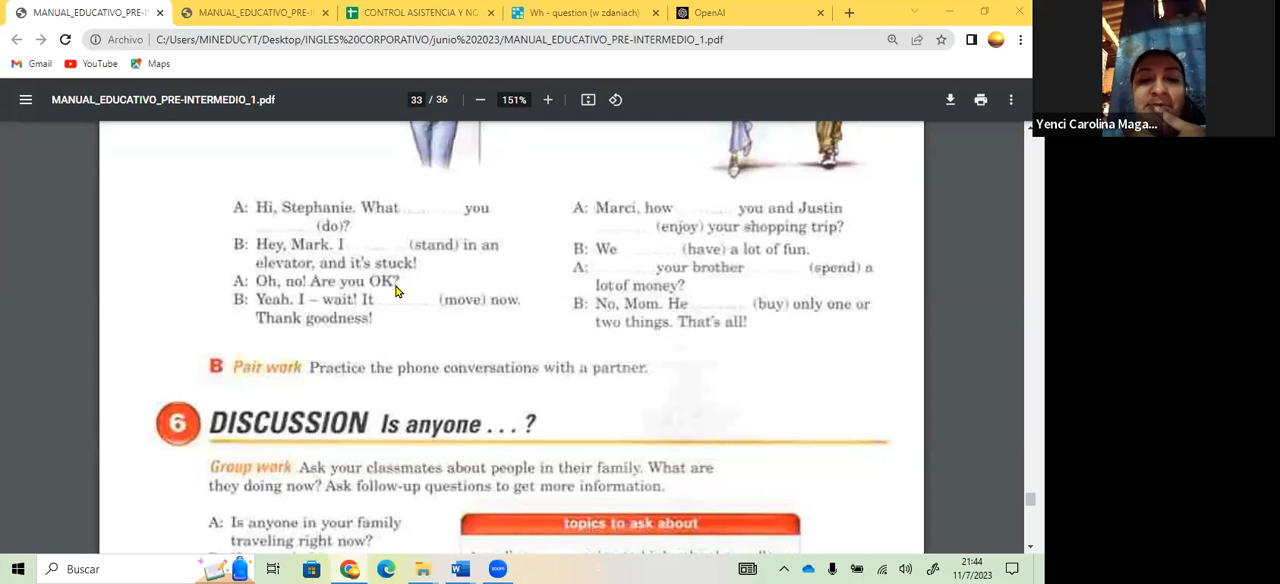 MANUAL_EDUCATIVO_PRE-IN
MANUAL_EDUCATIVO_PRE-I
CONTROL ASISTENCIA Y NO
Wh - question (w zdaniach)
OpenAI
Archivo
C:/Users/MINEDUCYT/Desktop/INGLES%20CORPORATIVO/junio%202023/MANUAL_EDUCATIVO_PRE-INTERMEDIO_1.pdf
Gmail
YouTube
Maps
MANUAL_EDUCATIVO_PRE-INTERMEDIO_1.pdf
33 / 36
151%
Yenci Carolina Maga...
A: Hi, Stephanie. What you
(do)?
B: Hey, Mark. I (stand) in an
elevator, and it's stuck!
A: Oh, no! Are you OK?
B: Yeah. I – wait! It (move) now.
Thank goodness!
A: Marci, how you and Justin
(enjoy) your shopping trip?
B: We (have) a lot of fun.
A: your brother (spend) a
lot of money?
B: No, Mom. He (buy) only one or
two things. That's all!
B Pair work Practice the phone conversations with a partner.
6 DISCUSSION Is anyone . . . ?
Group work Ask your classmates about people in their family. What are
they doing now? Ask follow-up questions to get more information.
A: Is anyone in your family
traveling right now?
topics to ask about
Buscar
zoom
21:44
11/7/2023